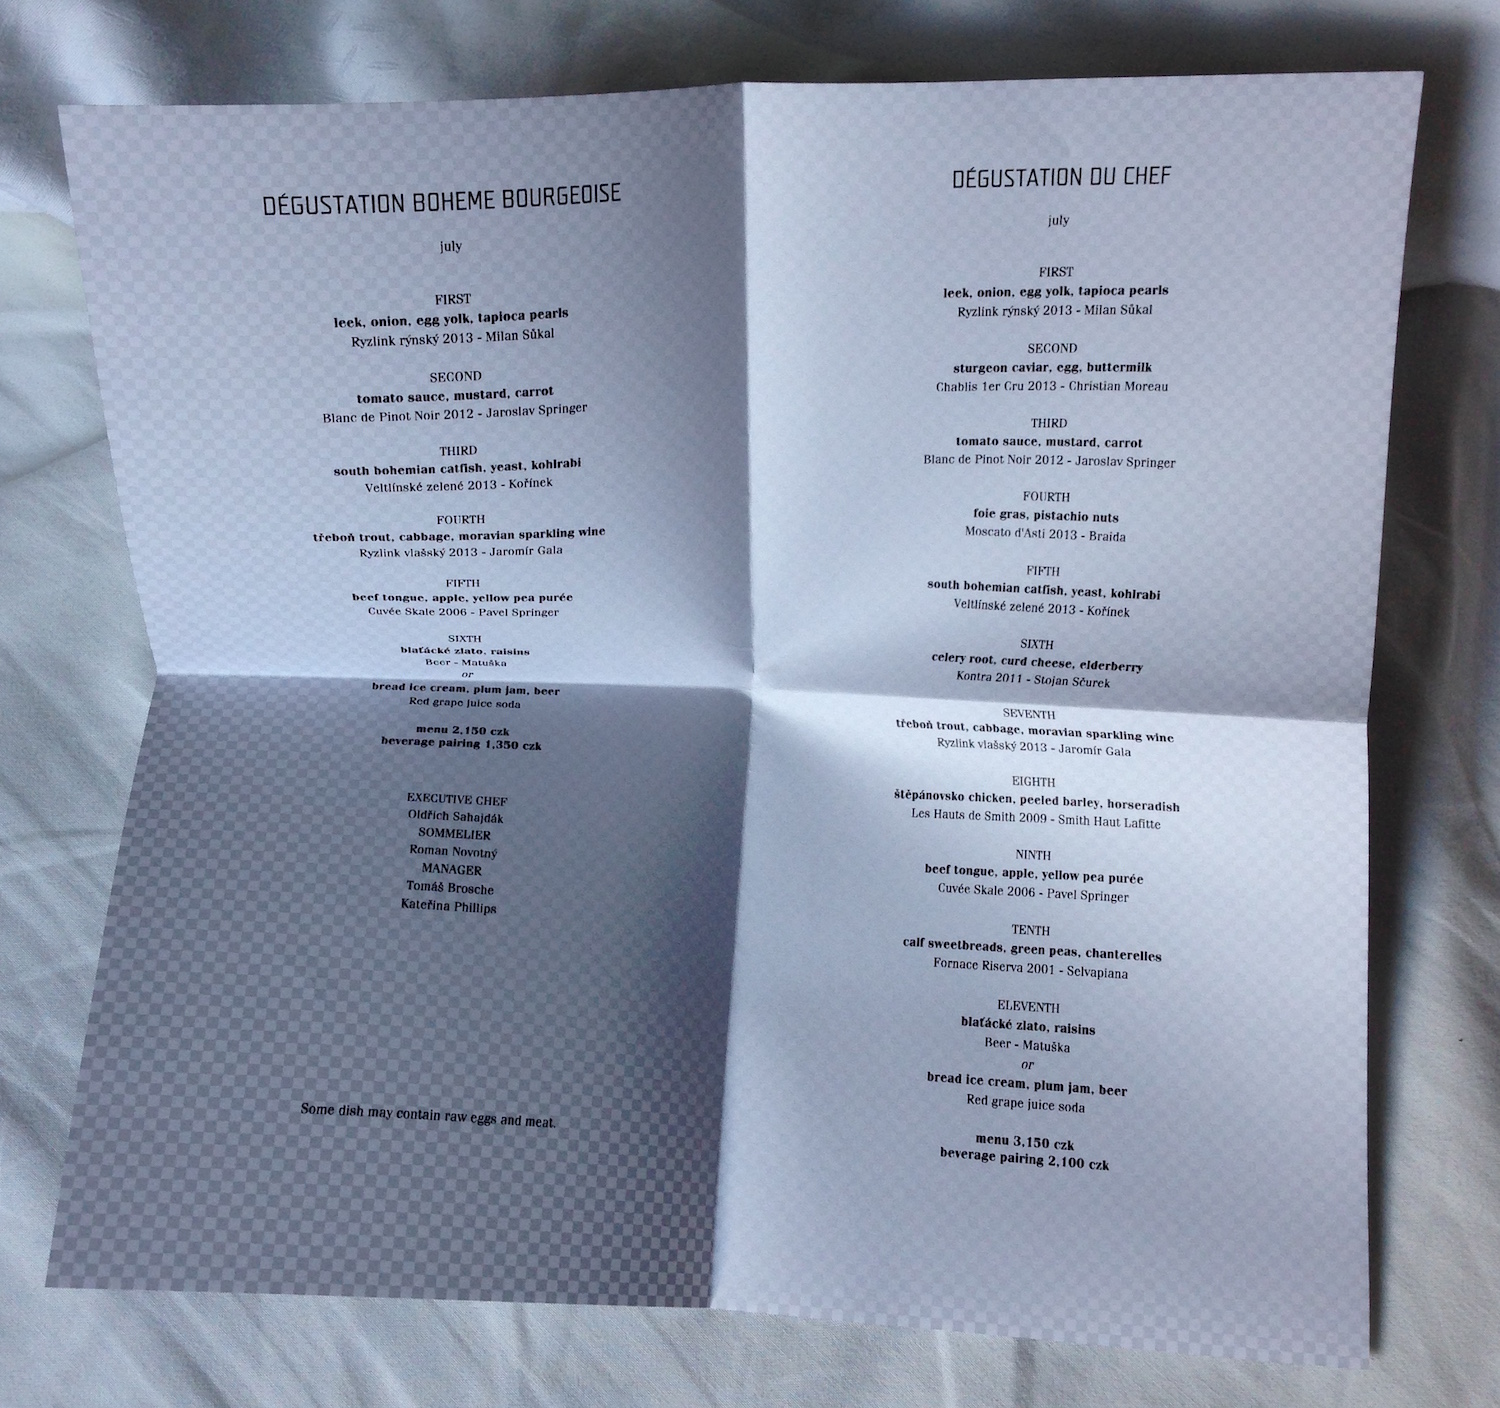 DÉGUSTATION BOHEME BOURGEOISE
july
FIRST
leek, onion, egg yolk, tapioca pearls
Ryzlink rýnský 2013 - Milan Sůkal
SECOND
tomato sauce, mustard, carrot
Blanc de Pinot Noir 2012 - Jaroslav Springer
THIRD
south bohemian catfish, yeast, kohlrabi
Veltlínské zelené 2013 - Kořínek
FOURTH
třeboň trout, cabbage, moravian sparkling wine
Ryzlink vlašský 2013 - Jaromír Gala
FIFTH
beef tongue, apple, yellow pea purée
Cuvée Skale 2006 - Pavel Springer
SIXTH
blaťácké zlato, raisins
Beer - Matuška
or
bread ice cream, plum jam, beer
Red grape juice soda
menu 2,150 czk
beverage pairing 1,350 czk
EXECUTIVE CHEF
Oldřich Sahajdák
SOMMELIER
Roman Novotný
MANAGER
Tomáš Brosche
Kateřina Phillips
Some dish may contain raw eggs and meat.
DÉGUSTATION DU CHEF
july
FIRST
leek, onion, egg yolk, tapioca pearls
Ryzlink rýnský 2013 - Milan Sůkal
SECOND
sturgeon caviar, egg, buttermilk
Chablis 1er Cru 2013 - Christian Moreau
THIRD
tomato sauce, mustard, carrot
Blanc de Pinot Noir 2012 - Jaroslav Springer
FOURTH
foie gras, pistachio nuts
Moscato d'Asti 2013 - Braida
FIFTH
south bohemian catfish, yeast, kohlrabi
Veltlínské zelené 2013 - Kořínek
SIXTH
celery root, curd cheese, elderberry
Kontra 2011 - Stojan Sčurek
SEVENTH
třeboň trout, cabbage, moravian sparkling wine
Ryzlink vlašský 2013 - Jaromír Gala
EIGHTH
štěpánovsko chicken, peeled barley, horseradish
Les Hauts de Smith 2009 - Smith Haut Lafitte
NINTH
beef tongue, apple, yellow pea purée
Cuvée Skale 2006 - Pavel Springer
TENTH
calf sweetbreads, green peas, chanterelles
Fornace Riserva 2001 - Selvapiana
ELEVENTH
blaťácké zlato, raisins
Beer - Matuška
or
bread ice cream, plum jam, beer
Red grape juice soda
menu 3,150 czk
beverage pairing 2,100 czk